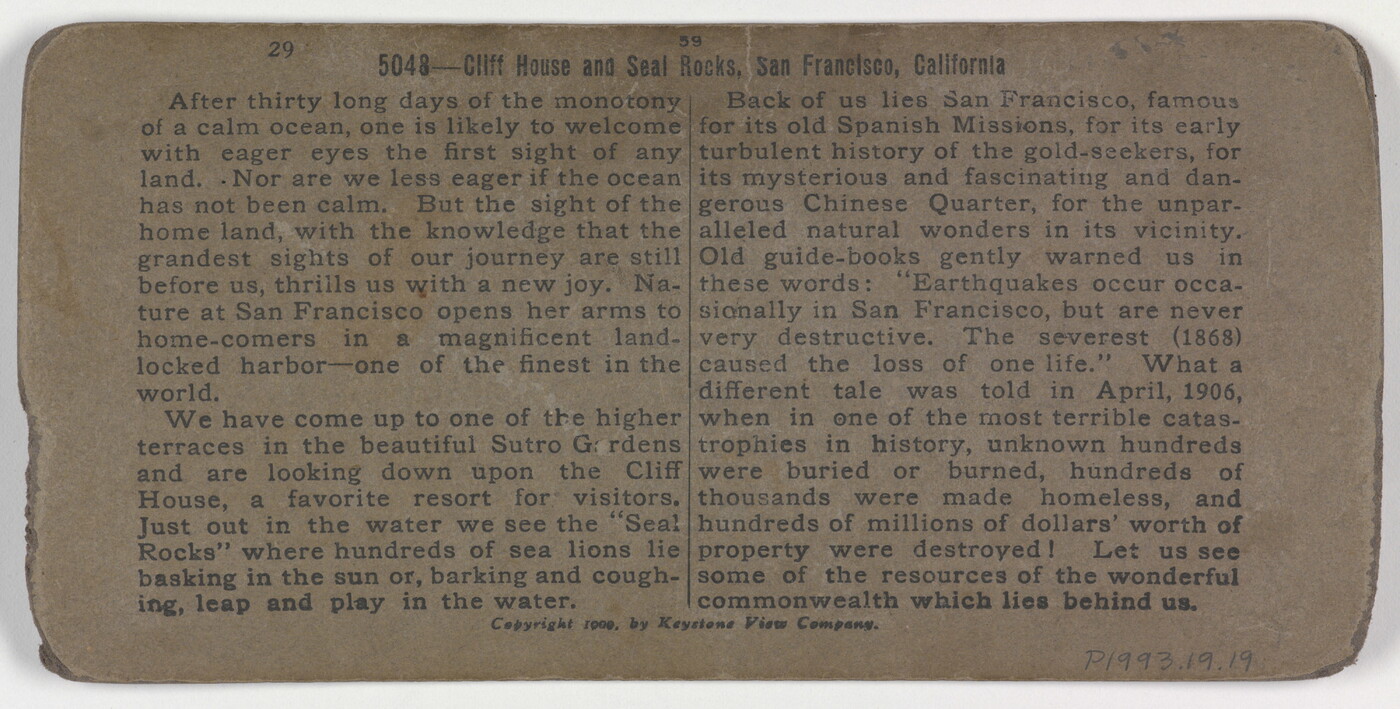 29
59
5048—Cliff House and Seal Rocks, San Francisco, California
After thirty long days of the monotony
of a calm ocean, one is likely to welcome
with eager eyes the first sight of any
land. Nor are we less eager if the ocean
has not been calm. But the sight of the
home land, with the knowledge that the
grandest sights of our journey are still
before us, thrills us with a new joy. Na-
ture at San Francisco opens her arms to
home-comers in a magnificent land-
locked harbor—one of the finest in the
world.
We have come up to one of the higher
terraces in the beautiful Sutro Gardens
and are looking down upon the Cliff
House, a favorite resort for visitors.
Just out in the water we see the "Seal
Rocks" where hundreds of sea lions lie
basking in the sun or, barking and cough-
ing, leap and play in the water.
Back of us lies San Francisco, famous
for its old Spanish Missions, for its early
turbulent history of the gold-seekers, for
its mysterious and fascinating and dan-
gerous Chinese Quarter, for the unpar-
alleled natural wonders in its vicinity.
Old guide-books gently warned us in
these words: "Earthquakes occur occa-
sionally in San Francisco, but are never
very destructive. The severest (1868)
caused the loss of one life." What a
different tale was told in April, 1906,
when in one of the most terrible catas-
trophies in history, unknown hundreds
were buried or burned, hundreds of
thousands were made homeless, and
hundreds of millions of dollars' worth of
property were destroyed! Let us see
some of the resources of the wonderful
commonwealth which lies behind us.
Copyright by Keystone View Company.
P1993.19.19